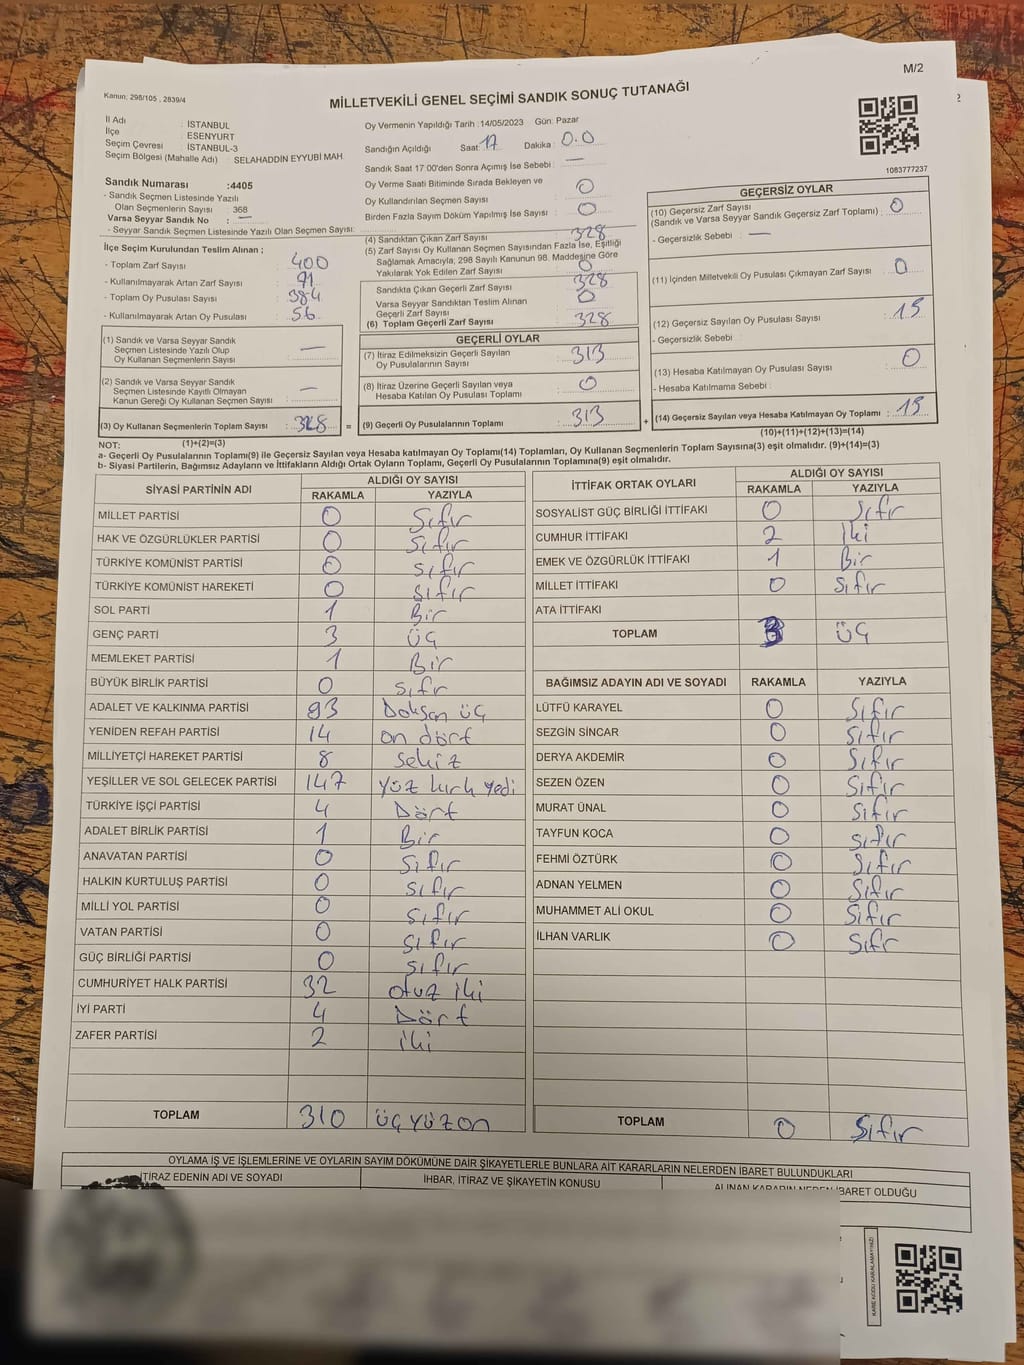 M/2
Kanun; 298/105 , 2839/4
MİLLETVEKİLİ GENEL SEÇİMİ SANDIK SONUÇ TUTANAĞI
İl Adı : İSTANBUL
İlçe : ESENYURT
Seçim Çevresi : İSTANBUL-3
Seçim Bölgesi (Mahalle Adı) : SELAHADDİN EYYUBİ MAH.
Oy Vermenin Yapıldığı Tarih :14/05/2023 Gün: Pazar
Sandığın Açıldığı Saat: 17 Dakika: 0.0
Sandık Saat 17 00'den Sonra Açımış İse Sebebi : —
Oy Verme Saati Bitiminde Sırada Bekleyen ve
Oy Kullandırılan Seçmen Sayısı : 0
Birden Fazla Sayım Döküm Yapılmış İse Sayısı : 0
1083777237
Sandık Numarası :4405
- Sandık Seçmen Listesinde Yazılı
Olan Seçmenlerin Sayısı : 368
Varsa Seyyar Sandık No : —
- Seyyar Sandık Seçmen Listesinde Yazılı Olan Seçmen Sayısı:
İlçe Seçim Kurulundan Teslim Alınan ;
- Toplam Zarf Sayısı : 400
- Kullanılmayarak Artan Zarf Sayısı : 71
- Toplam Oy Pusulası Sayısı : 384
- Kullanılmayarak Artan Oy Pusulası : 56
(1) Sandık ve Varsa Seyyar Sandık
Seçmen Listesinde Yazılı Olup
Oy Kullanan Seçmenlerin Sayısı : —
(2) Sandık ve Varsa Seyyar Sandık
Seçmen Listesinde Kayıtlı Olmayan
Kanun Gereği Oy Kullanan Seçmen Sayısı : —
(3) Oy Kullanan Seçmenlerin Toplam Sayısı : 328
(4) Sandıktan Çıkan Zarf Sayısı : 328
(5) Zarf Sayısı Oy Kullanan Seçmen Sayısından Fazla İse, Eşitliği
Sağlamak Amacıyla; 298 Sayılı Kanunun 98. Maddesine Göre
Yakılarak Yok Edilen Zarf Sayısı : 0
Sandıkta Çıkan Geçerli Zarf Sayısı : 328
Varsa Seyyar Sandıktan Teslim Alınan
Geçerli Zarf Sayısı : 0
(6) Toplam Geçerli Zarf Sayısı : 328
GEÇERLİ OYLAR
(7) İtiraz Edilmeksizin Geçerli Sayılan
Oy Pusulalarının Sayısı : 313
(8) İtiraz Üzerine Geçerli Sayılan veya
Hesaba Katılan Oy Pusulası Toplamı : 0
= (9) Geçerli Oy Pusulalarının Toplamı : 313 +
GEÇERSİZ OYLAR
(10) Geçersiz Zarf Sayısı
(Sandık ve Varsa Seyyar Sandık Geçersiz Zarf Toplamı) : 0
- Geçersizlik Sebebi : —
(11) İçinden Milletvekili Oy Pusulası Çıkmayan Zarf Sayısı : 0
(12) Geçersiz Sayılan Oy Pusulası Sayısı : 15
- Geçersizlik Sebebi
(13) Hesaba Katılmayan Oy Pusulası Sayısı : 0
- Hesaba Katılmama Sebebi :
(14) Geçersiz Sayılan veya Hesaba Katılmayan Oy Toplamı : 15
NOT: (1)+(2)=(3)
(10)+(11)+(12)+(13)=(14)
a- Geçerli Oy Pusulalarının Toplamı(9) ile Geçersiz Sayılan veya Hesaba katılmayan Oy Toplamı(14) Toplamları, Oy Kullanan Seçmenlerin Toplam Sayısına(3) eşit olmalıdır. (9)+(14)=(3)
b- Siyasi Partilerin, Bağımsız Adayların ve İttifakların Aldığı Ortak Oyların Toplamı, Geçerli Oy Pusulalarının Toplamına(9) eşit olmalıdır.
SİYASİ PARTİNİN ADI ALDIĞI OY SAYISI
RAKAMLA YAZIYLA
MİLLET PARTİSİ 0 Sıfır
HAK VE ÖZGÜRLÜKLER PARTİSİ 0 Sıfır
TÜRKİYE KOMÜNİST PARTİSİ 0 Sıfır
TÜRKİYE KOMÜNİST HAREKETİ 0 Sıfır
SOL PARTİ 1 Bir
GENÇ PARTİ 3 üç
MEMLEKET PARTİSİ 1 Bir
BÜYÜK BİRLİK PARTİSİ 0 Sıfr
ADALET VE KALKINMA PARTİSİ 93 Doksan üç
YENİDEN REFAH PARTİSİ 14 on dört
MİLLİYETÇİ HAREKET PARTİSİ 8 Sekiz
YEŞİLLER VE SOL GELECEK PARTİSİ 147 Yüz kırk yedi
TÜRKİYE İŞÇİ PARTİSİ 4 Dört
ADALET BİRLİK PARTİSİ 1 Bir
ANAVATAN PARTİSİ 0 Sıfır
HALKIN KURTULUŞ PARTİSİ 0 Sıfır
MİLLİ YOL PARTİSİ 0 Sıfır
VATAN PARTİSİ 0 Sıfır
GÜÇ BİRLİĞİ PARTİSİ 0 Sıfır
CUMHURİYET HALK PARTİSİ 32 otuz iki
İYİ PARTİ 4 Dört
ZAFER PARTİSİ 2 iki
TOPLAM 310 üçyüzon
İTTİFAK ORTAK OYLARI ALDIĞI OY SAYISI
RAKAMLA YAZIYLA
SOSYALİST GÜÇ BİRLİĞİ İTTİFAKI 0 Sıfır
CUMHUR İTTİFAKI 2 İki
EMEK VE ÖZGÜRLÜK İTTİFAKI 1 Bir
MİLLET İTTİFAKI 0 Sıfır
ATA İTTİFAKI
TOPLAM 3 üç
BAĞIMSIZ ADAYIN ADI VE SOYADI RAKAMLA YAZIYLA
LÜTFÜ KARAYEL 0 Sıfır
SEZGİN SİNCAR 0 Sıfır
DERYA AKDEMİR 0 Sıfır
SEZEN ÖZEN 0 Sıfır
MURAT ÜNAL 0 Sıfır
TAYFUN KOCA 0 Sıfır
FEHMİ ÖZTÜRK 0 Sıfır
ADNAN YELMEN 0 Sıfır
MUHAMMET ALİ OKUL 0 Sıfır
İLHAN VARLIK 0 Sıfr
TOPLAM 0 Sıfır
OYLAMA İŞ VE İŞLEMLERİNE VE OYLARIN SAYIM DÖKÜMÜNE DAİR ŞİKAYETLERLE BUNLARA AİT KARARLARIN NELERDEN İBARET BULUNDUKLARI
İTİRAZ EDENİN ADI VE SOYADI İHBAR, İTİRAZ VE ŞİKAYETİN KONUSU ALINAN KARARIN NEDEN İBARET OLDUĞU
KARE KODU KARALAMAYINIZ!